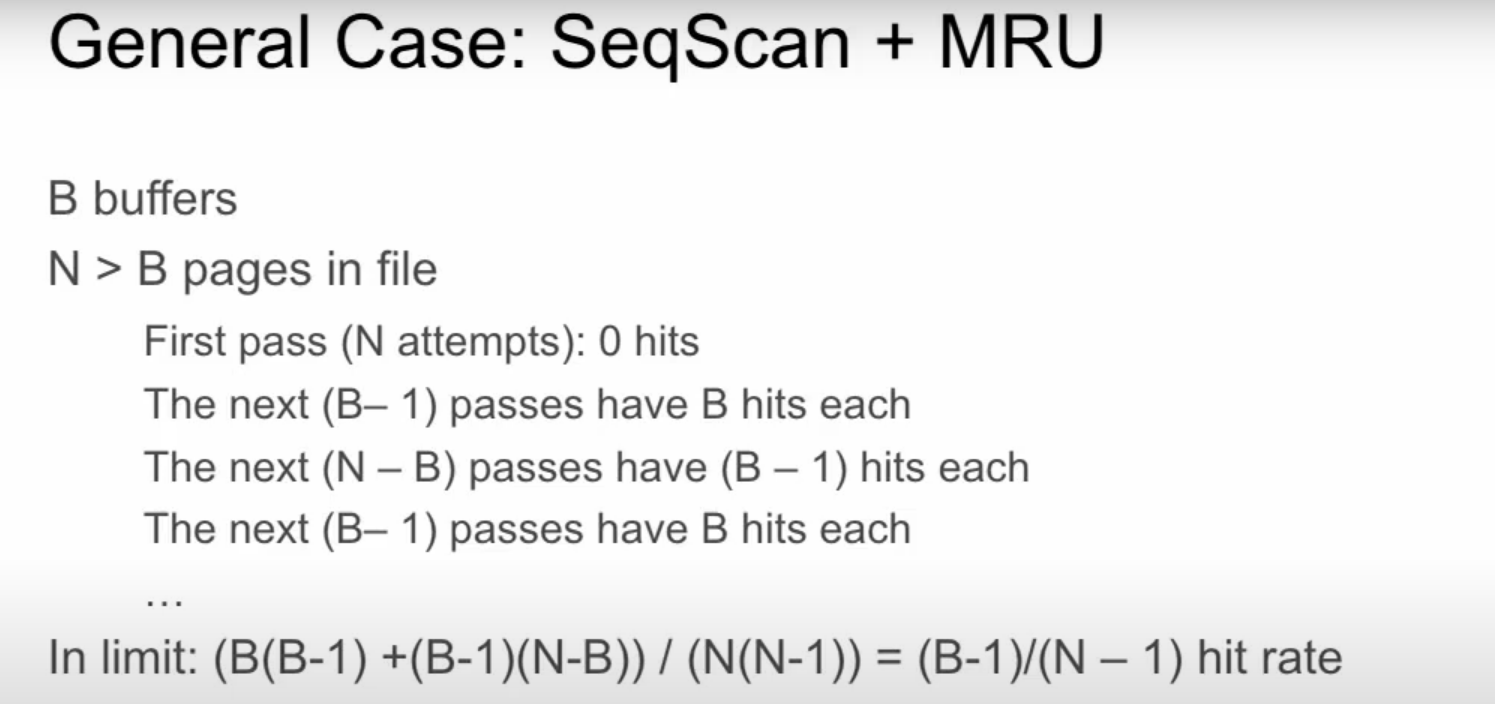 General Case: SeqScan + MRU
B buffers
N > B pages in file
First pass (N attempts): 0 hits
The next (B– 1) passes have B hits each
The next (N – B) passes have (B – 1) hits each
The next (B– 1) passes have B hits each
…
In limit: (B(B-1) +(B-1)(N-B)) / (N(N-1)) = (B-1)/(N – 1) hit rate